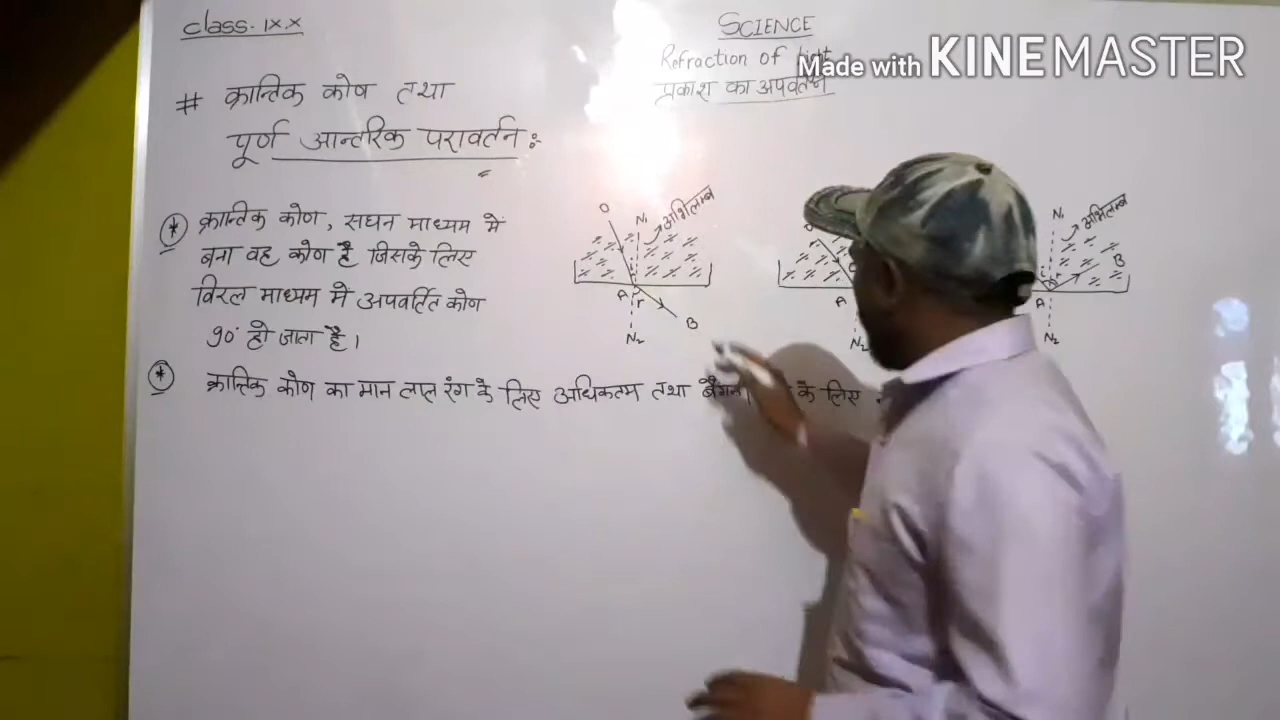 Class. IX.X
SCIENCE
Refraction of
Made with KINEMASTER
प्रकाश का अपवर्तन
# क्रान्तिक कोण तथा
पूर्ण आन्तरिक परावर्तन :-
* क्रान्तिक कोण, सघन माध्यम में
बना वह कोण है जिसके लिए
विरल माध्यम में अपवर्तित कोण
90° हो जाता है।
* क्रान्तिक कोण का मान लाल रंग के लिए अधिकतम तथा के लिए
O
N₁
अभिलम्ब
A
r
B
N₂
A
N₂
N₁
अभिलम्ब
B
i
r
A
N₂